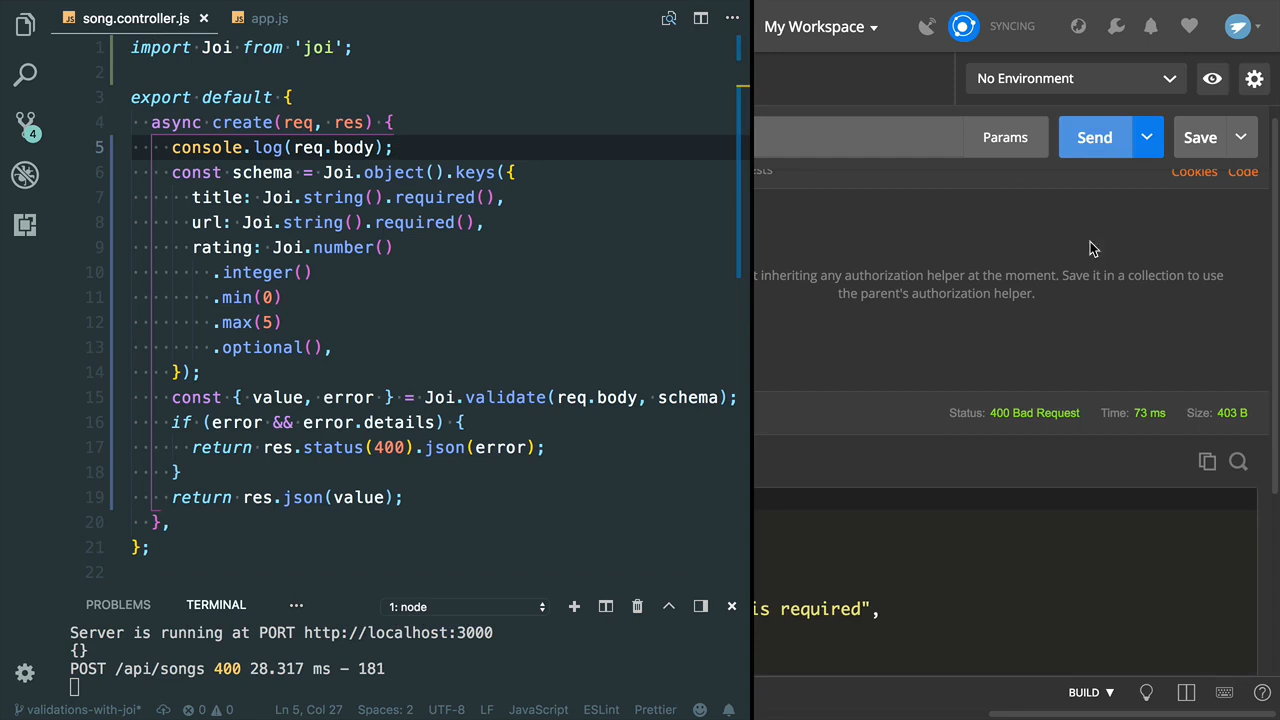 song.controller.js
app.js
1 import Joi from 'joi';
2
3 export default {
4 async create(req, res) {
5 console.log(req.body);
6 const schema = Joi.object().keys({
7 title: Joi.string().required(),
8 url: Joi.string().required(),
9 rating: Joi.number()
10 .integer()
11 .min(0)
12 .max(5)
13 .optional(),
14 });
15 const { value, error } = Joi.validate(req.body, schema);
16 if (error && error.details) {
17 return res.status(400).json(error);
18 }
19 return res.json(value);
20 },
21 };
22
4
PROBLEMS TERMINAL ••• 1: node
Server is running at PORT http://localhost:3000
{}
POST /api/songs 400 28.317 ms - 181
validations-with-joi* 0 0 Ln 5, Col 27 Spaces: 2 UTF-8 LF JavaScript ESLint Prettier
My Workspace SYNCING
No Environment
Params Send Save
ests Cookies Code
t inheriting any authorization helper at the moment. Save it in a collection to use
the parent's authorization helper.
Status: 400 Bad Request Time: 73 ms Size: 403 B
is required",
BUILD